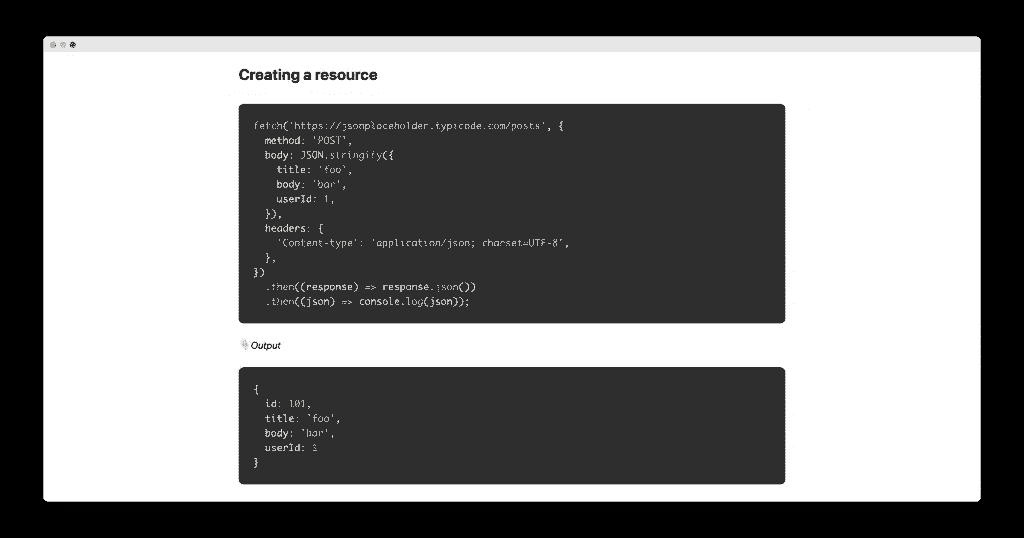 Creating a resource
fetch('https://jsonplaceholder.typicode.com/posts', {
  method: 'POST',
  body: JSON.stringify({
    title: 'foo',
    body: 'bar',
    userId: 1,
  }),
  headers: {
    'Content-type': 'application/json; charset=UTF-8',
  },
})
  .then((response) => response.json())
  .then((json) => console.log(json));
Output
{
  id: 101,
  title: 'foo',
  body: 'bar',
  userId: 1
}